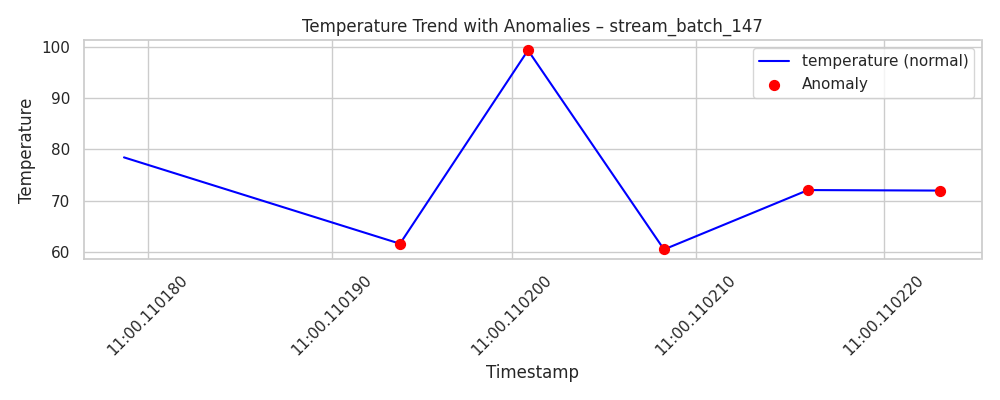 Temperature Trend with Anomalies – stream_batch_147
temperature (normal)
Anomaly
Temperature
100
90
80
70
60
11:00.110180
11:00.110190
11:00.110200
11:00.110210
11:00.110220
Timestamp